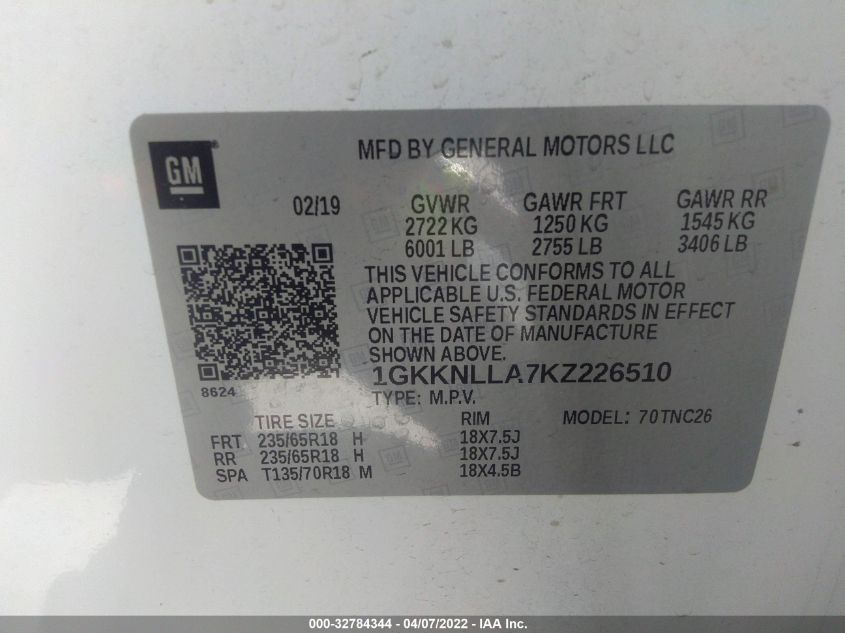 GM
MFD BY GENERAL MOTORS LLC
02/19
GVWR GAWR FRT GAWR RR
2722 KG 1250 KG 1545 KG
6001 LB 2755 LB 3406 LB
THIS VEHICLE CONFORMS TO ALL
APPLICABLE U.S. FEDERAL MOTOR
VEHICLE SAFETY STANDARDS IN EFFECT
ON THE DATE OF MANUFACTURE
SHOWN ABOVE.
8624
1GKKNLLA7KZ226510
TYPE: M.P.V.
TIRE SIZE RIM MODEL: 70TNC26
FRT 235/65R18 H 18X7.5J
RR 235/65R18 H 18X7.5J
SPA T135/70R18 M 18X4.5B
000-32784344 - 04/07/2022 - IAA Inc.